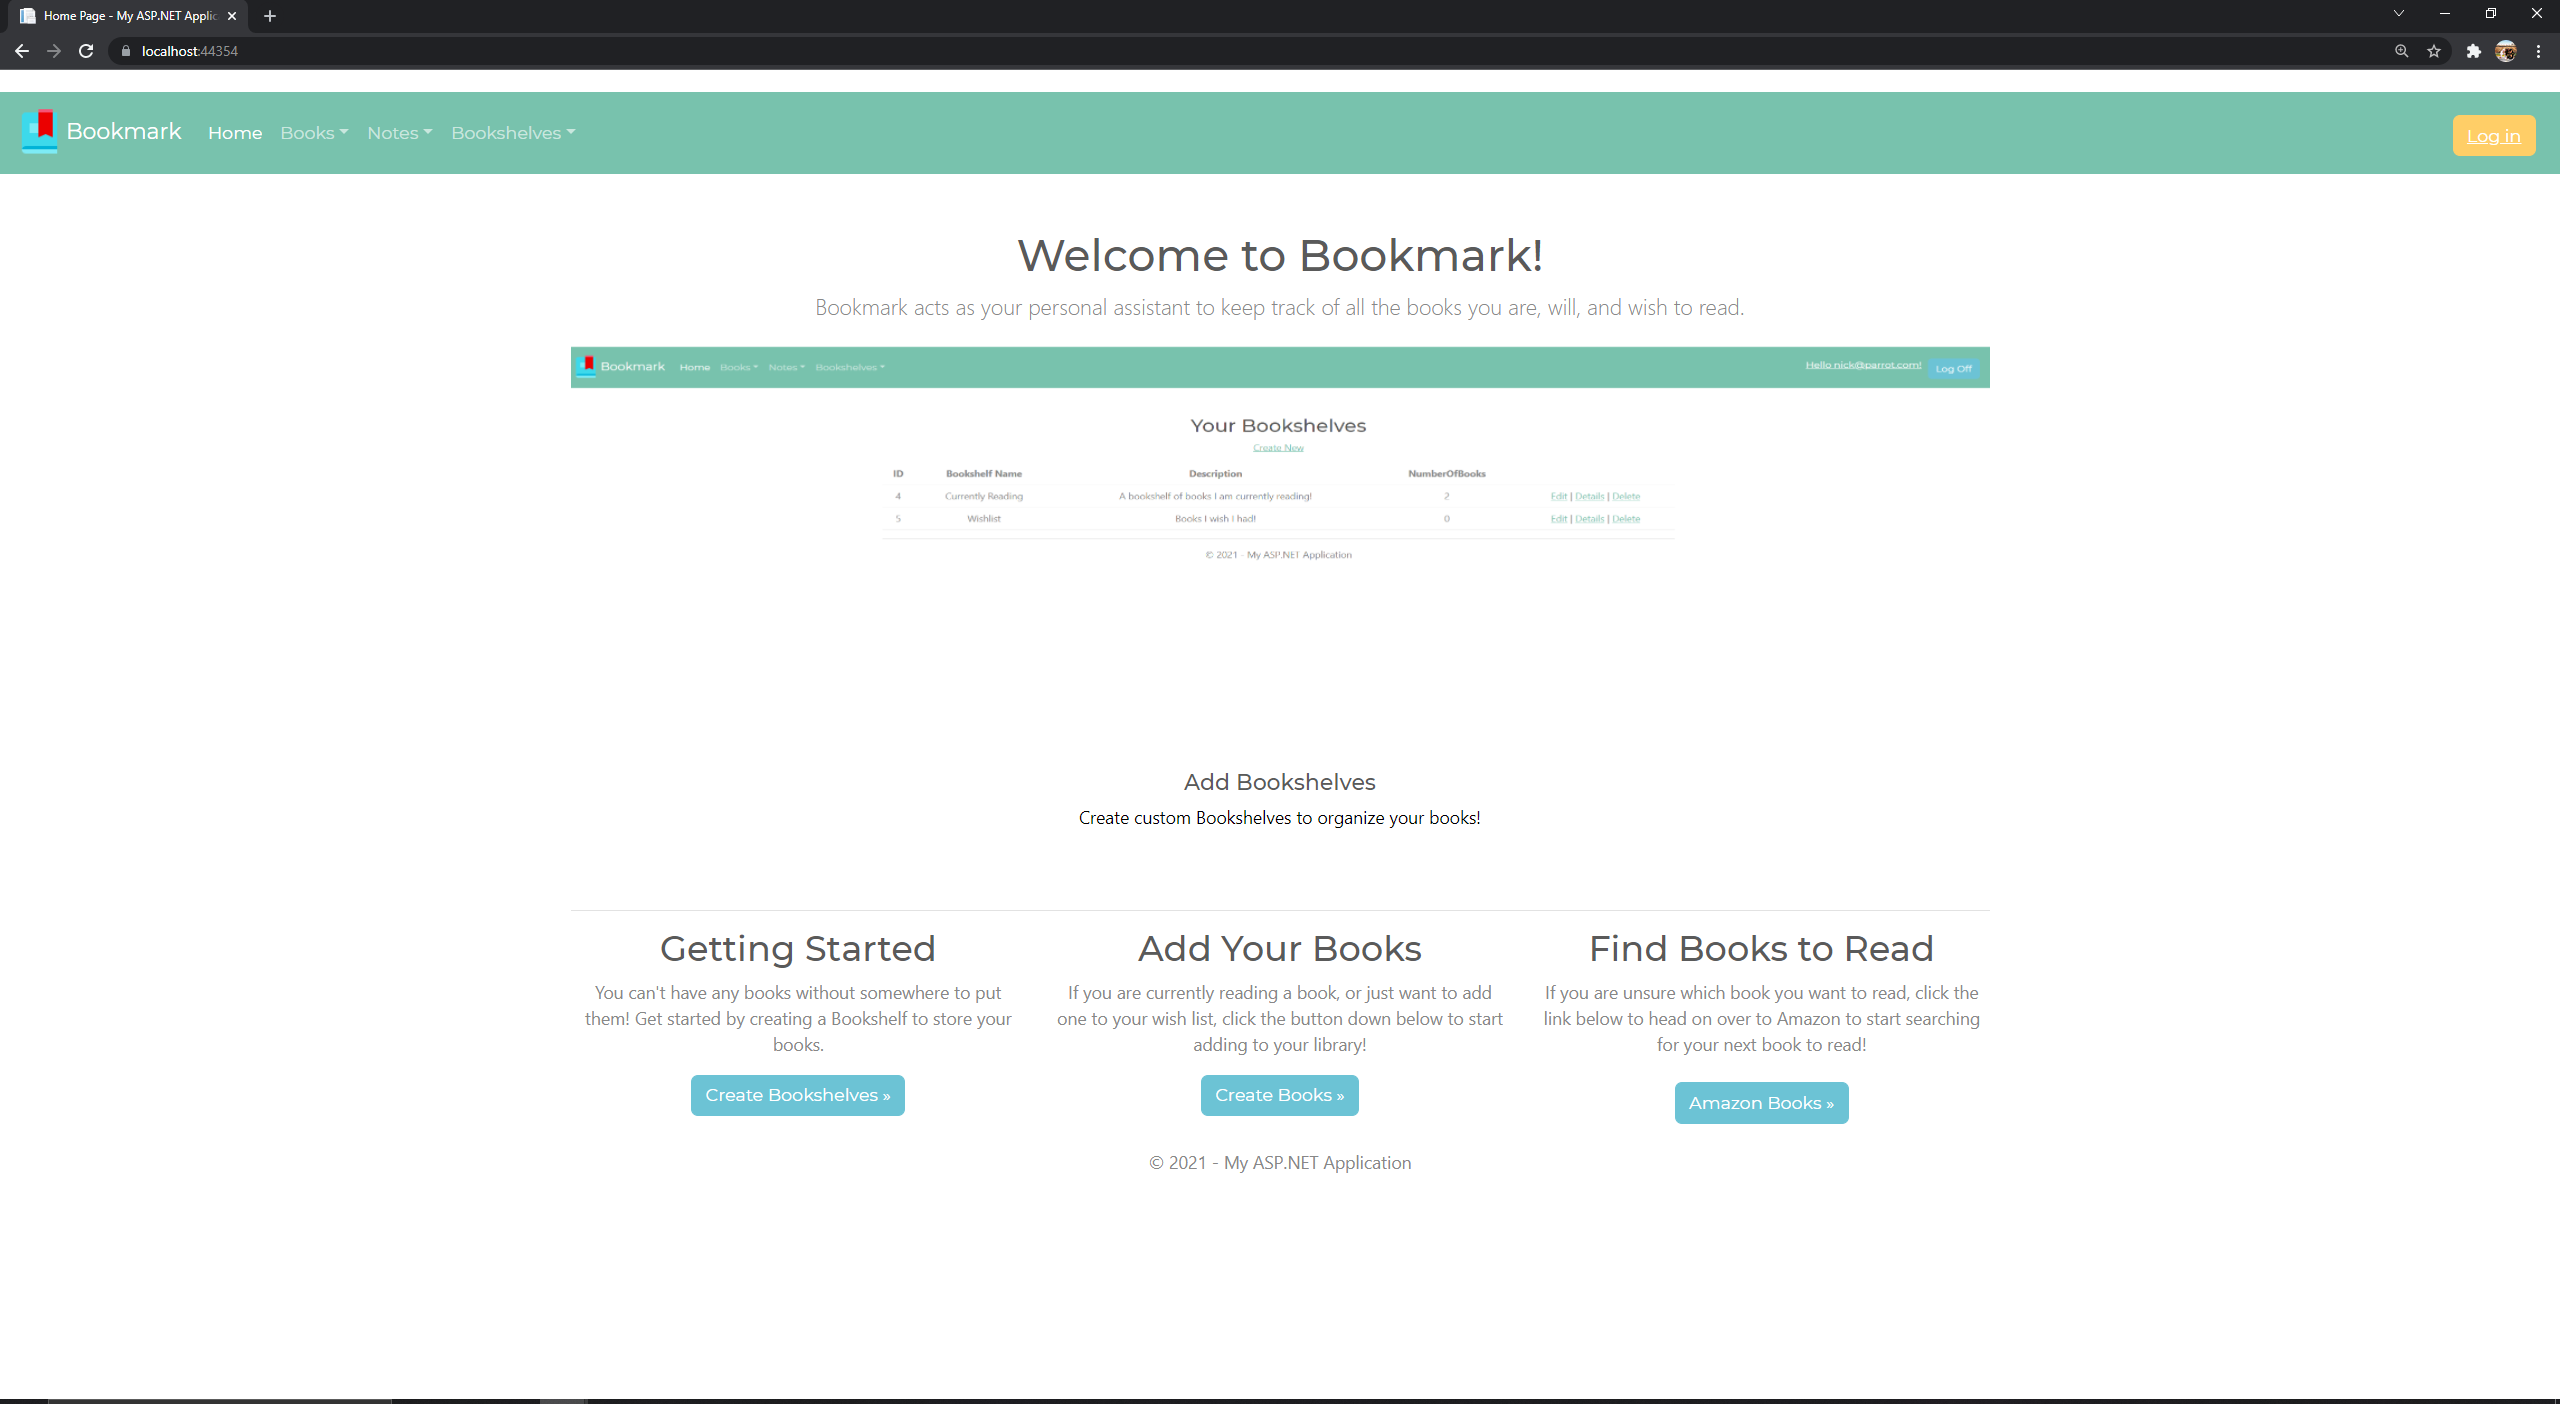 Home Page - My ASP.NET Applic
localhost:44354
Bookmark Home Books Notes Bookshelves Log in
Welcome to Bookmark!
Bookmark acts as your personal assistant to keep track of all the books you are, will, and wish to read.
Bookmark Home Books Notes Bookshelves Hello nick@parrot.com! Log Off
Your Bookshelves
Create New
ID Bookshelf Name Description NumberOfBooks
4 Currently Reading A bookshelf of books I am currently reading! 2 Edit | Details | Delete
5 Wishlist Books I wish I had! 0 Edit | Details | Delete
© 2021 - My ASP.NET Application
Add Bookshelves
Create custom Bookshelves to organize your books!
Getting Started
You can't have any books without somewhere to put
them! Get started by creating a Bookshelf to store your
books.
Create Bookshelves »
Add Your Books
If you are currently reading a book, or just want to add
one to your wish list, click the button down below to start
adding to your library!
Create Books »
Find Books to Read
If you are unsure which book you want to read, click the
link below to head on over to Amazon to start searching
for your next book to read!
Amazon Books »
© 2021 - My ASP.NET Application